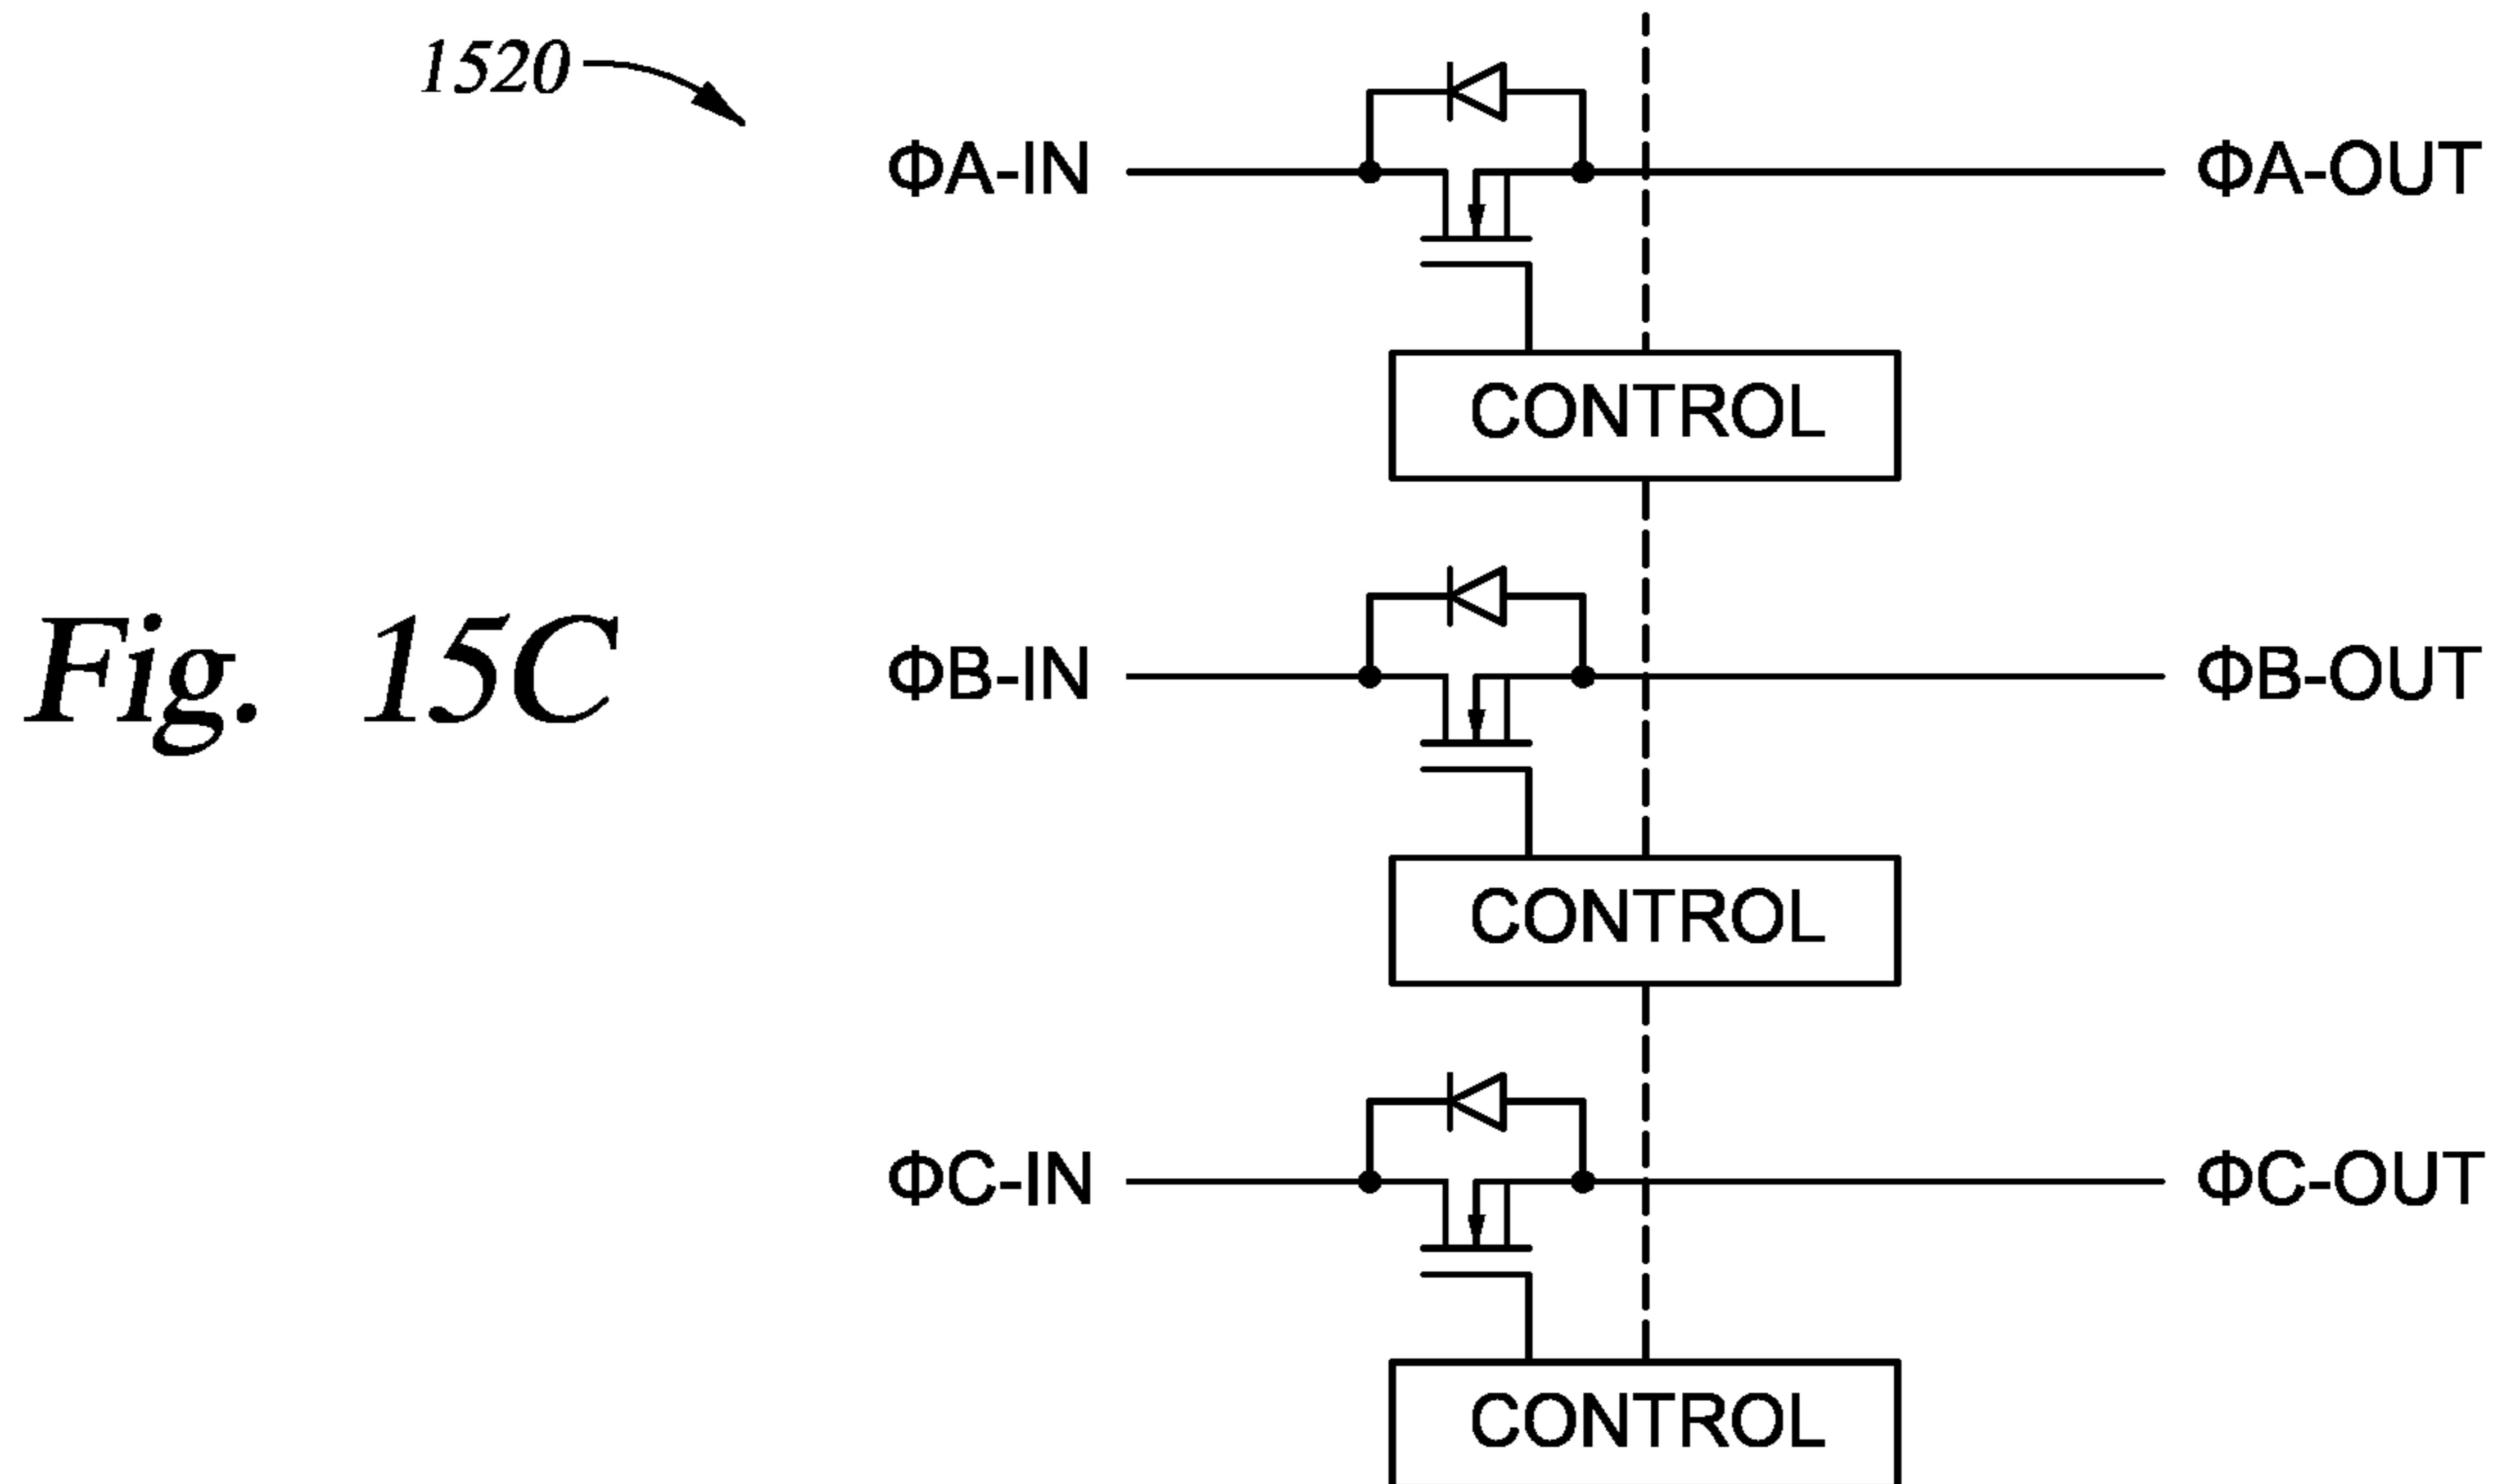 1520
ΦA-IN
ΦA-OUT
CONTROL
Fig. 15C
ΦB-IN
ΦB-OUT
CONTROL
ΦC-IN
ΦC-OUT
CONTROL